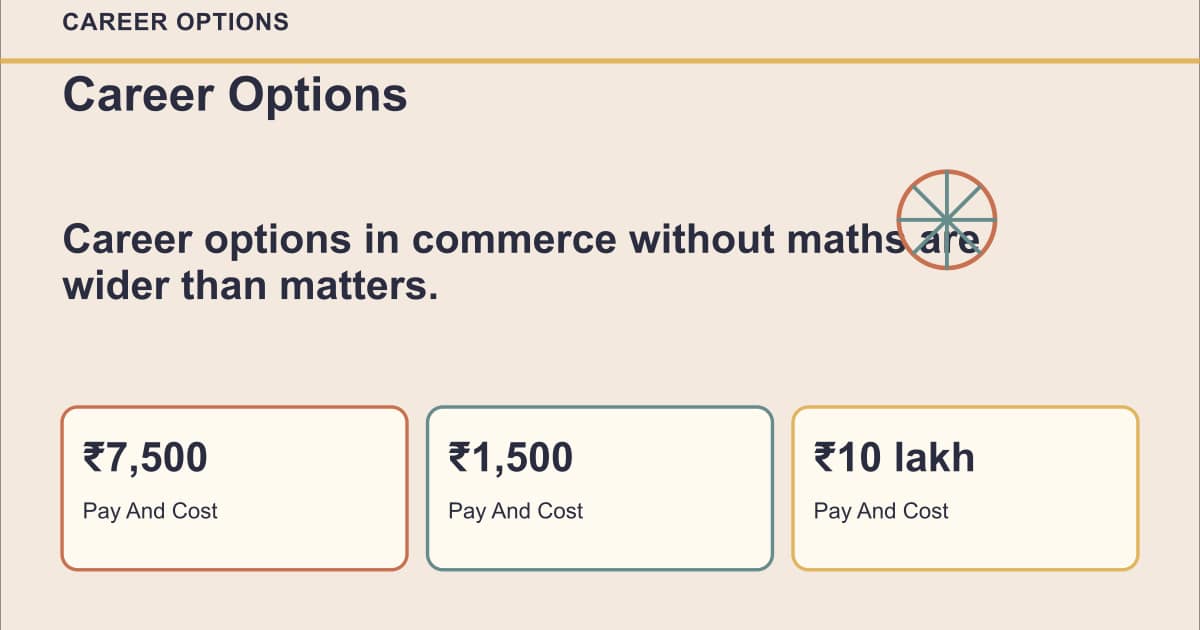 CAREER OPTIONS
Career Options
Career options in commerce without maths are
wider than matters.
₹7,500
Pay And Cost
₹1,500
Pay And Cost
₹10 lakh
Pay And Cost